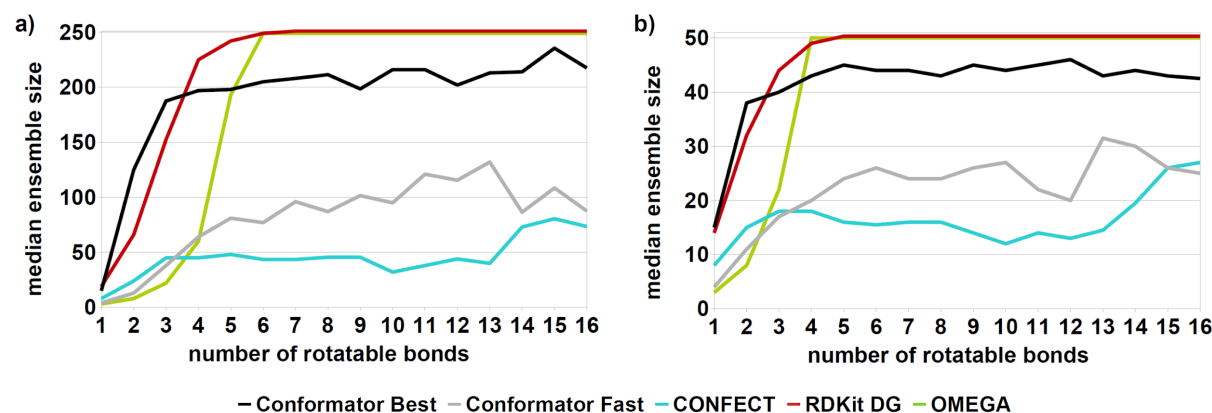 a)
median ensemble size
250
200
150
100
50
0
1 2 3 4 5 6 7 8 9 10 11 12 13 14 15 16
number of rotatable bonds
b)
median ensemble size
50
40
30
20
10
0
1 2 3 4 5 6 7 8 9 10 11 12 13 14 15 16
number of rotatable bonds
Conformator Best Conformator Fast CONFECT RDKit DG OMEGA